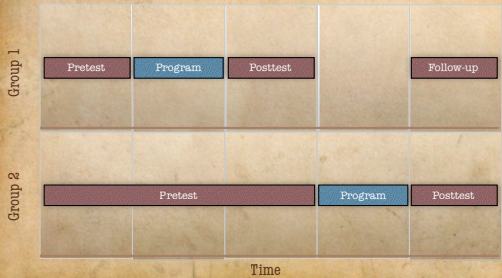 Group 1
Pretest
Program
Posttest
Follow-up
Group 2
Pretest
Program
Posttest
Time